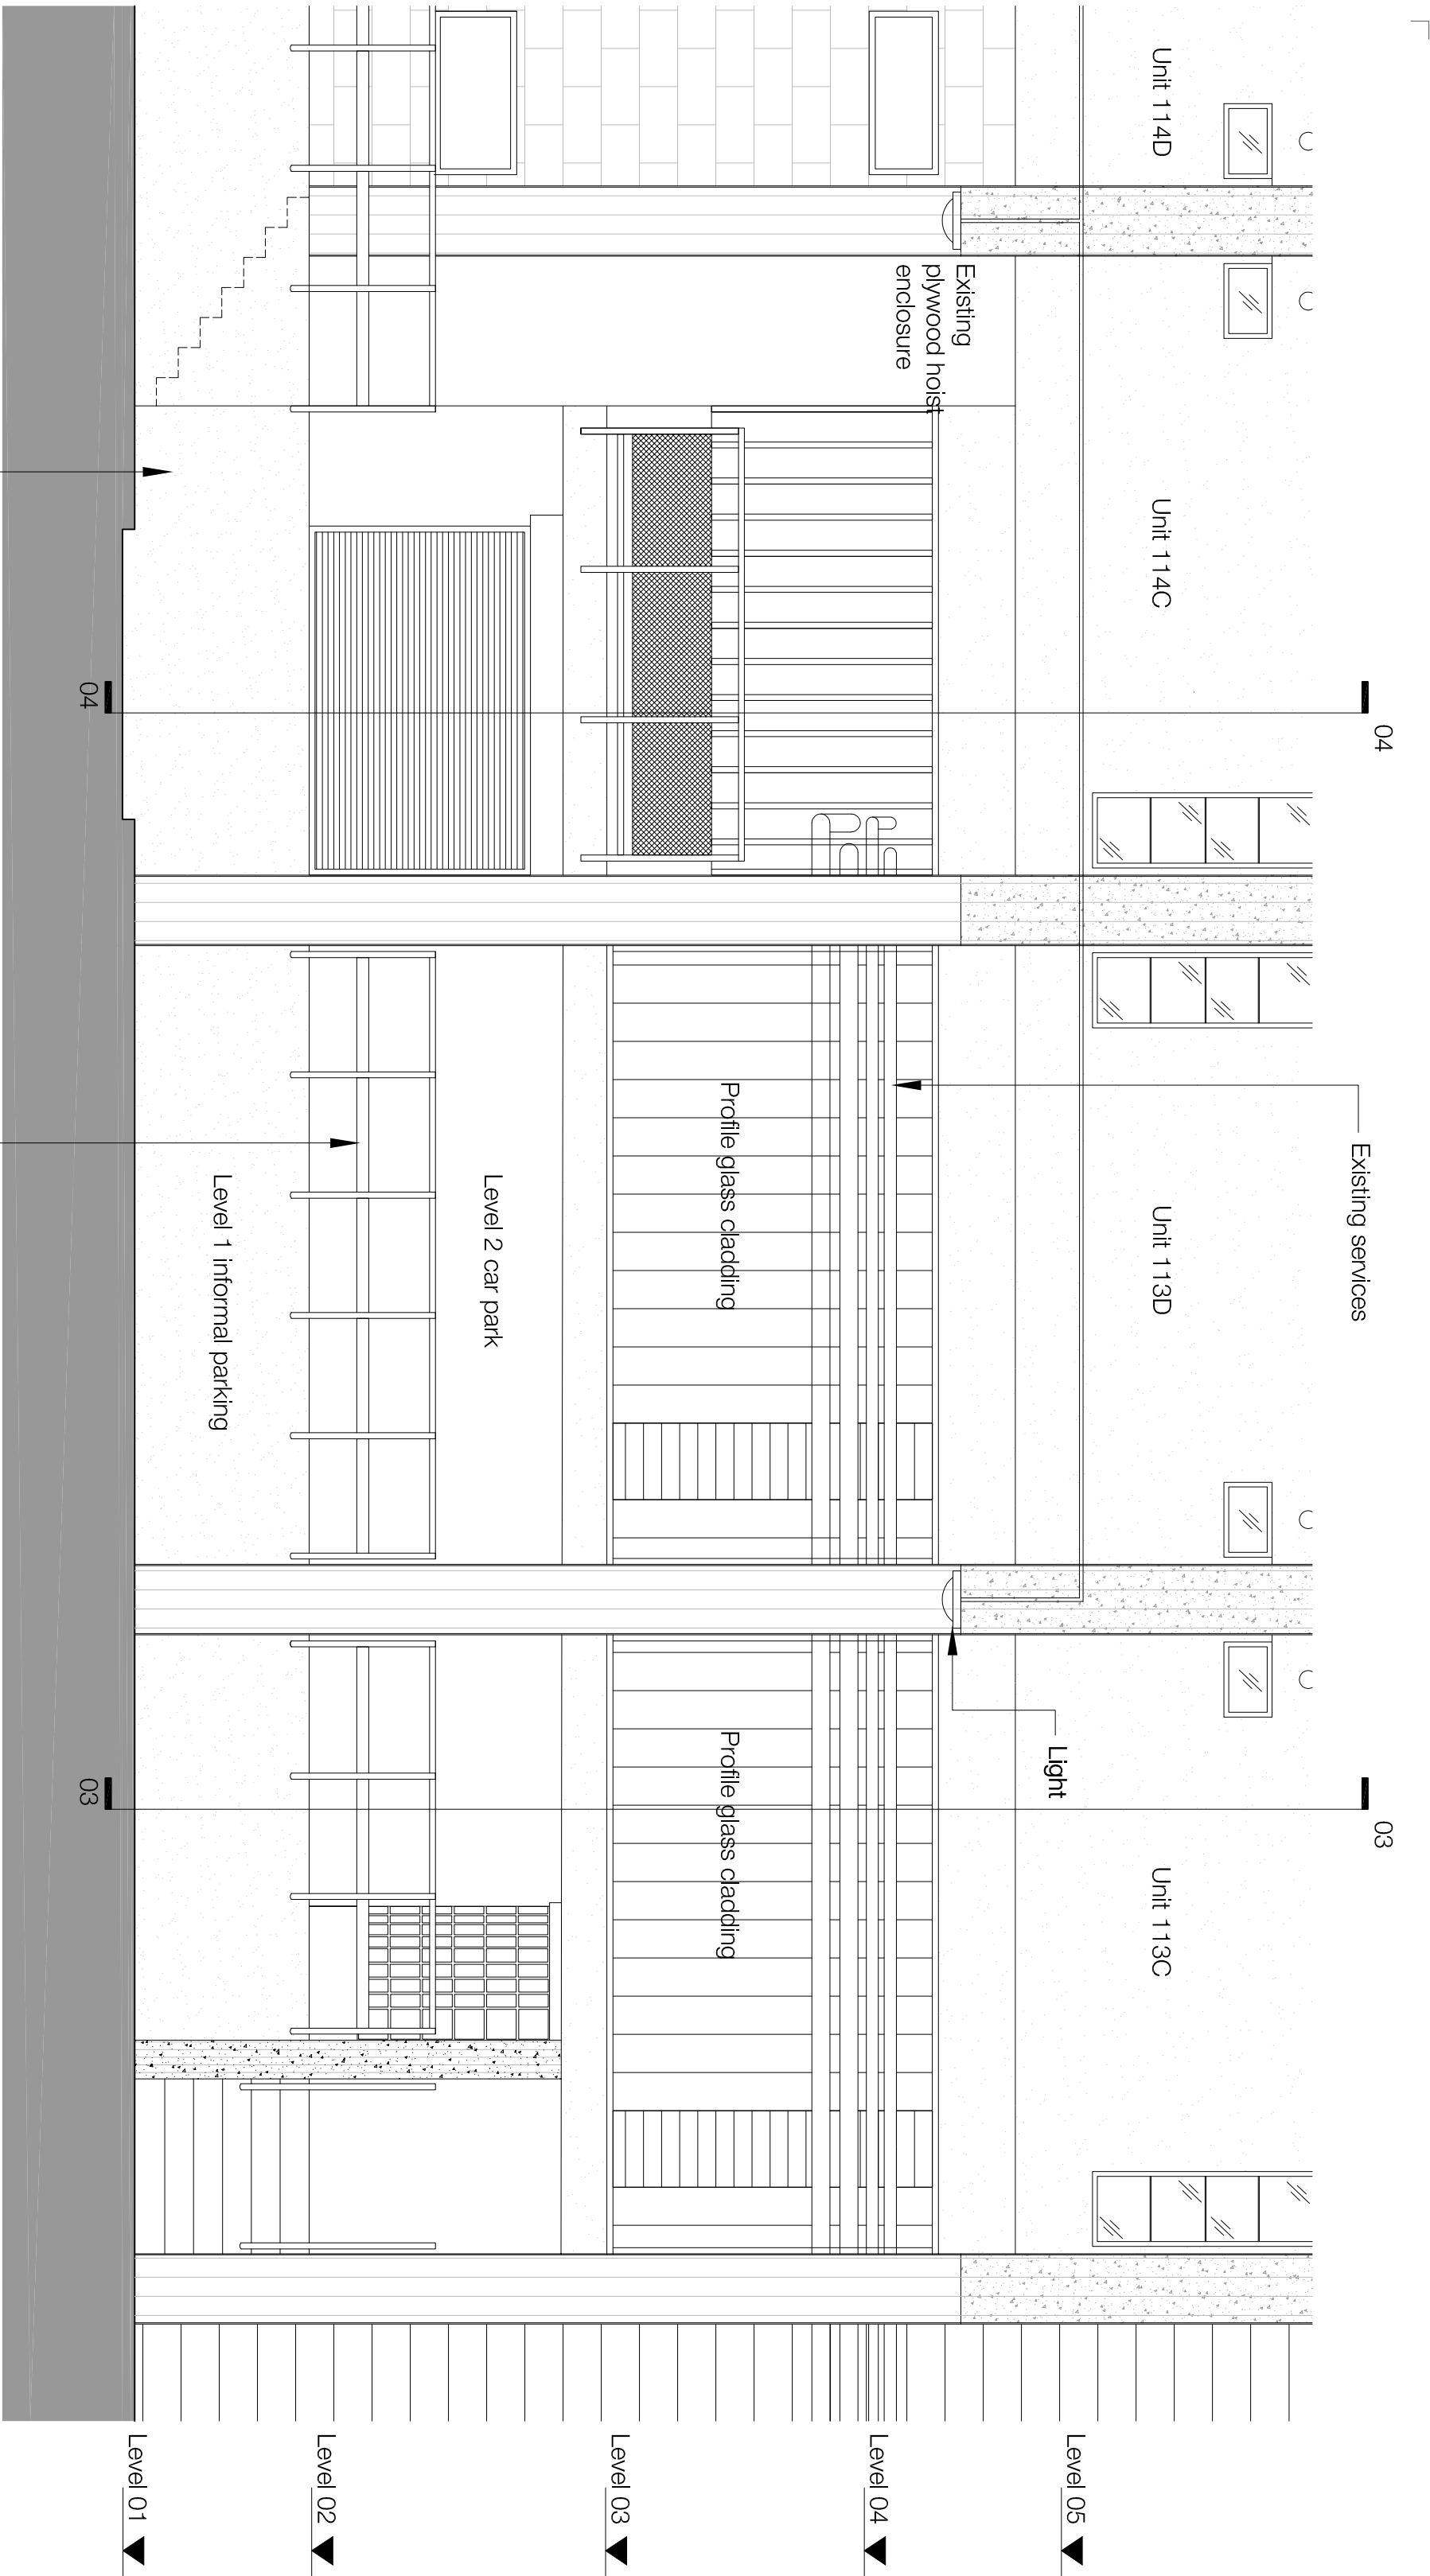 04
03
Existing services
Unit 114D
Unit 114C
Unit 113D
Unit 113C
Light
Level 05
Existing
plywood hoist
enclosure
Level 04
Profile glass cladding
Profile glass cladding
Level 03
Level 2 car park
Level 02
Level 1 informal parking
Level 01
04
03